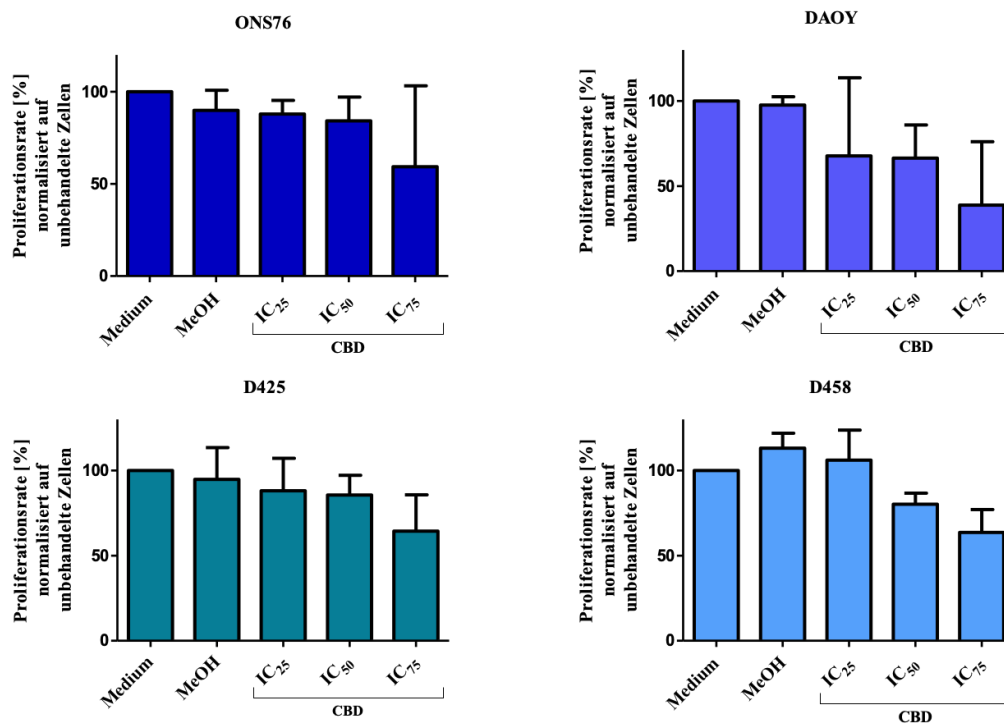 ONS76
Proliferationsrate [%]
normalisiert auf
unbehandelte Zellen
100
50
0
Medium
MeOH
IC₂₅
IC₅₀
IC₇₅
CBD
DAOY
Proliferationsrate [%]
normalisiert auf
unbehandelte Zellen
100
50
0
Medium
MeOH
IC₂₅
IC₅₀
IC₇₅
CBD
D425
Proliferationsrate [%]
normalisiert auf
unbehandelte Zellen
100
50
0
Medium
MeOH
IC₂₅
IC₅₀
IC₇₅
CBD
D458
Proliferationsrate [%]
normalisiert auf
unbehandelte Zellen
100
50
0
Medium
MeOH
IC₂₅
IC₅₀
IC₇₅
CBD